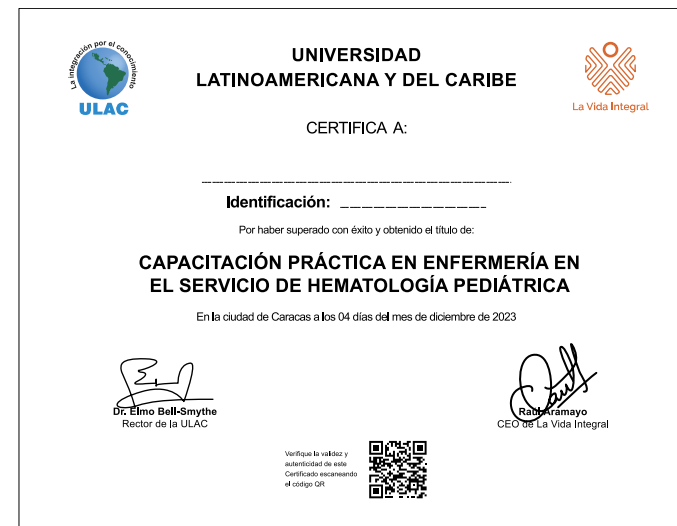 La integración por el conocimiento
ULAC
UNIVERSIDAD
LATINOAMERICANA Y DEL CARIBE
La Vida Integral
CERTIFICA A:
Identificación:
Por haber superado con éxito y obtenido el título de:
CAPACITACIÓN PRÁCTICA EN ENFERMERÍA EN
EL SERVICIO DE HEMATOLOGÍA PEDIÁTRICA
En la ciudad de Caracas a los 04 días del mes de diciembre de 2023
Dr. Elmo Bell-Smythe
Rector de la ULAC
Raul Aramayo
CEO de La Vida Integral
Verifique la validez y
autenticidad de este
Certificado escaneando
el código QR